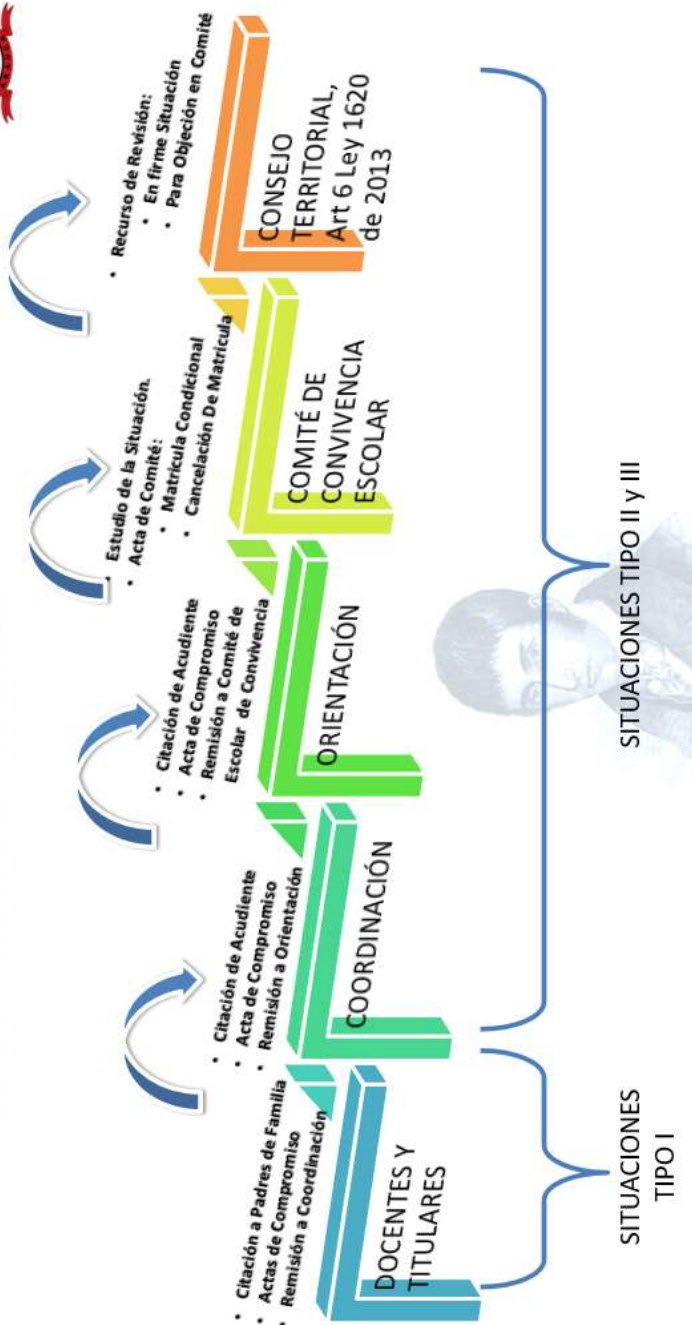 • Citación a Padres de Familia
• Actas de Compromiso
• Remisión a Coordinación
DOCENTES Y
TITULARES
• Citación de Acudiente
• Acta de Compromiso
• Remisión a Orientación
COORDINACIÓN
• Citación de Acudiente
• Acta de Compromiso
• Remisión a Comité de
Escolar de Convivencia
ORIENTACIÓN
• Estudio de la Situación.
• Acta de Comité:
• Matricula Condicional
• Cancelación De Matricula
COMITÉ DE
CONVIVENCIA
ESCOLAR
• Recurso de Revisión:
• En firme Situación
• Para Objeción en Comité
CONSEJO
TERRITORIAL,
Art 6 Ley 1620
de 2013
SITUACIONES
TIPO I
SITUACIONES TIPO II y III